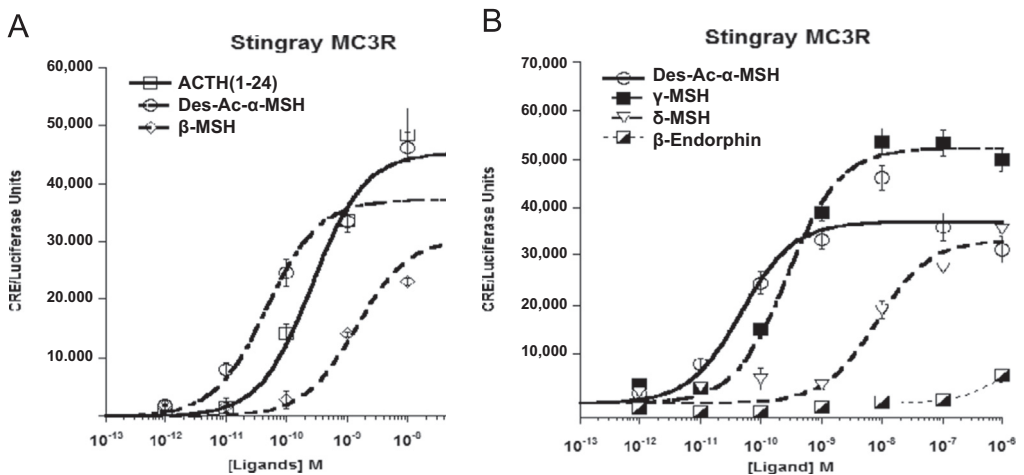 A
Stingray MC3R
60,000
50,000
40,000
30.000
20.000
10.000
ACTH(1-24)
Des-Ac-α-MSH
β-MSH
CRE/Luciferase Units
10⁻¹³ 10⁻¹² 10⁻¹¹ 10⁻¹⁰ 10⁻⁹ 10⁻⁸
[Ligands] M
B
Stingray MC3R
70,000
60,000
50,000
40,000
30,000
20,000
10,000
Des-Ac-α-MSH
γ-MSH
δ-MSH
β-Endorphin
CREiLuciferase Units
10⁻¹³ 10⁻¹² 10⁻¹¹ 10⁻¹⁰ 10⁻⁹ 10⁻⁸ 10⁻⁷ 10⁻⁶
[Ligands] M